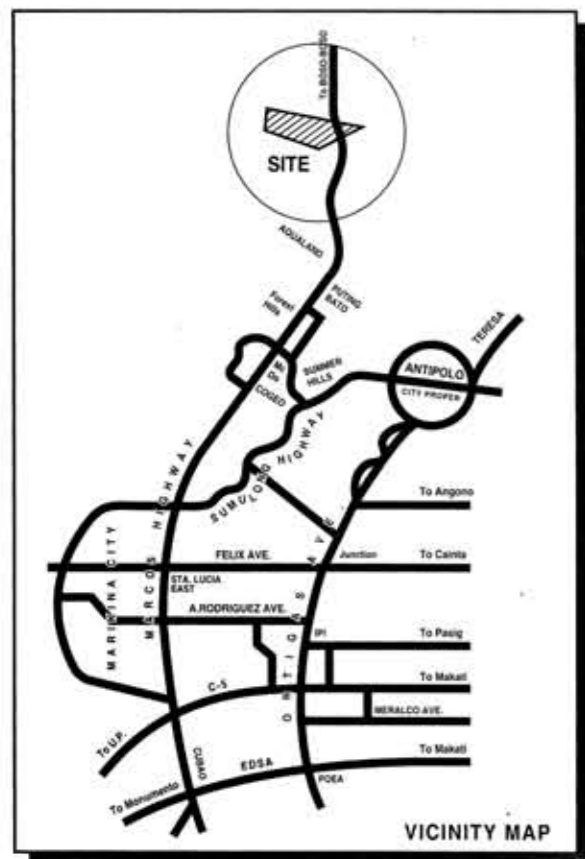 To BOSO-BOSO
SITE
AQUALAND
PUTING
BATO
Forest
Hills
TERESA
SUMMER
HILLS
ANTIPOLO
CITY PROPER
COGEO
SUMULONG HIGHWAY
MERCOS HIGHWAY
MARIKINA CITY
To Angono
FELIX AVE.
Junction
To Cainta
STA. LUCIA
EAST
A.RODRIGUEZ AVE.
ORTIGAS AVE.
IPI
To Pasig
C-5
To Makati
MERALCO AVE.
To U.P.
CUBAO
EDSA
To Makati
POEA
To Monumento
VICINITY MAP